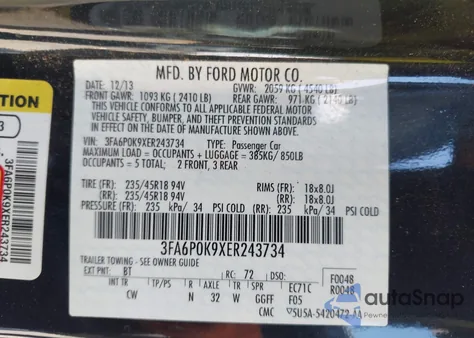 MFD. BY FORD MOTOR CO.
DATE: 12/13 GVWR: 2059 KG ( 4540 LB)
FRONT GAWR: 1093 KG ( 2410 LB) REAR GAWR: 971 KG ( 2140 LB)
THIS VEHICLE CONFORMS TO ALL APPLICABLE FEDERAL MOTOR
VEHICLE SAFETY, BUMPER, AND THEFT PREVENTION STANDARDS
IN EFFECT ON THE DATE OF MANUFACTURE SHOWN ABOVE.
VIN: 3FA6P0K9XER243734 TYPE: Passenger Car
MAXIMUM LOAD = OCCUPANTS + LUGGAGE = 385KG / 850LB
OCCUPANTS = 5 TOTAL: 2 FRONT, 3 REAR
TIRE (FR): 235/45R18 94V RIMS (FR): 18x8.0J
(RR): 235/45R18 94V (RR): 18x8.0J
PRESSURE (FR): 235 kPa/ 34 PSI COLD (RR): 235 kPa/ 34 PSI COLD
3FA6P0K9XER243734
TRAILER TOWING - SEE OWNER GUIDE
EXT PNT: BT RC: 72 DSO: F0048
R0048
INT TR TP/PS R AXLE TR SPR EC71C
CW N 32 W GGFF F05
CMC 5U5A-5420472-AA
TION
3
3FA6P0K9XER243734
autoSnap